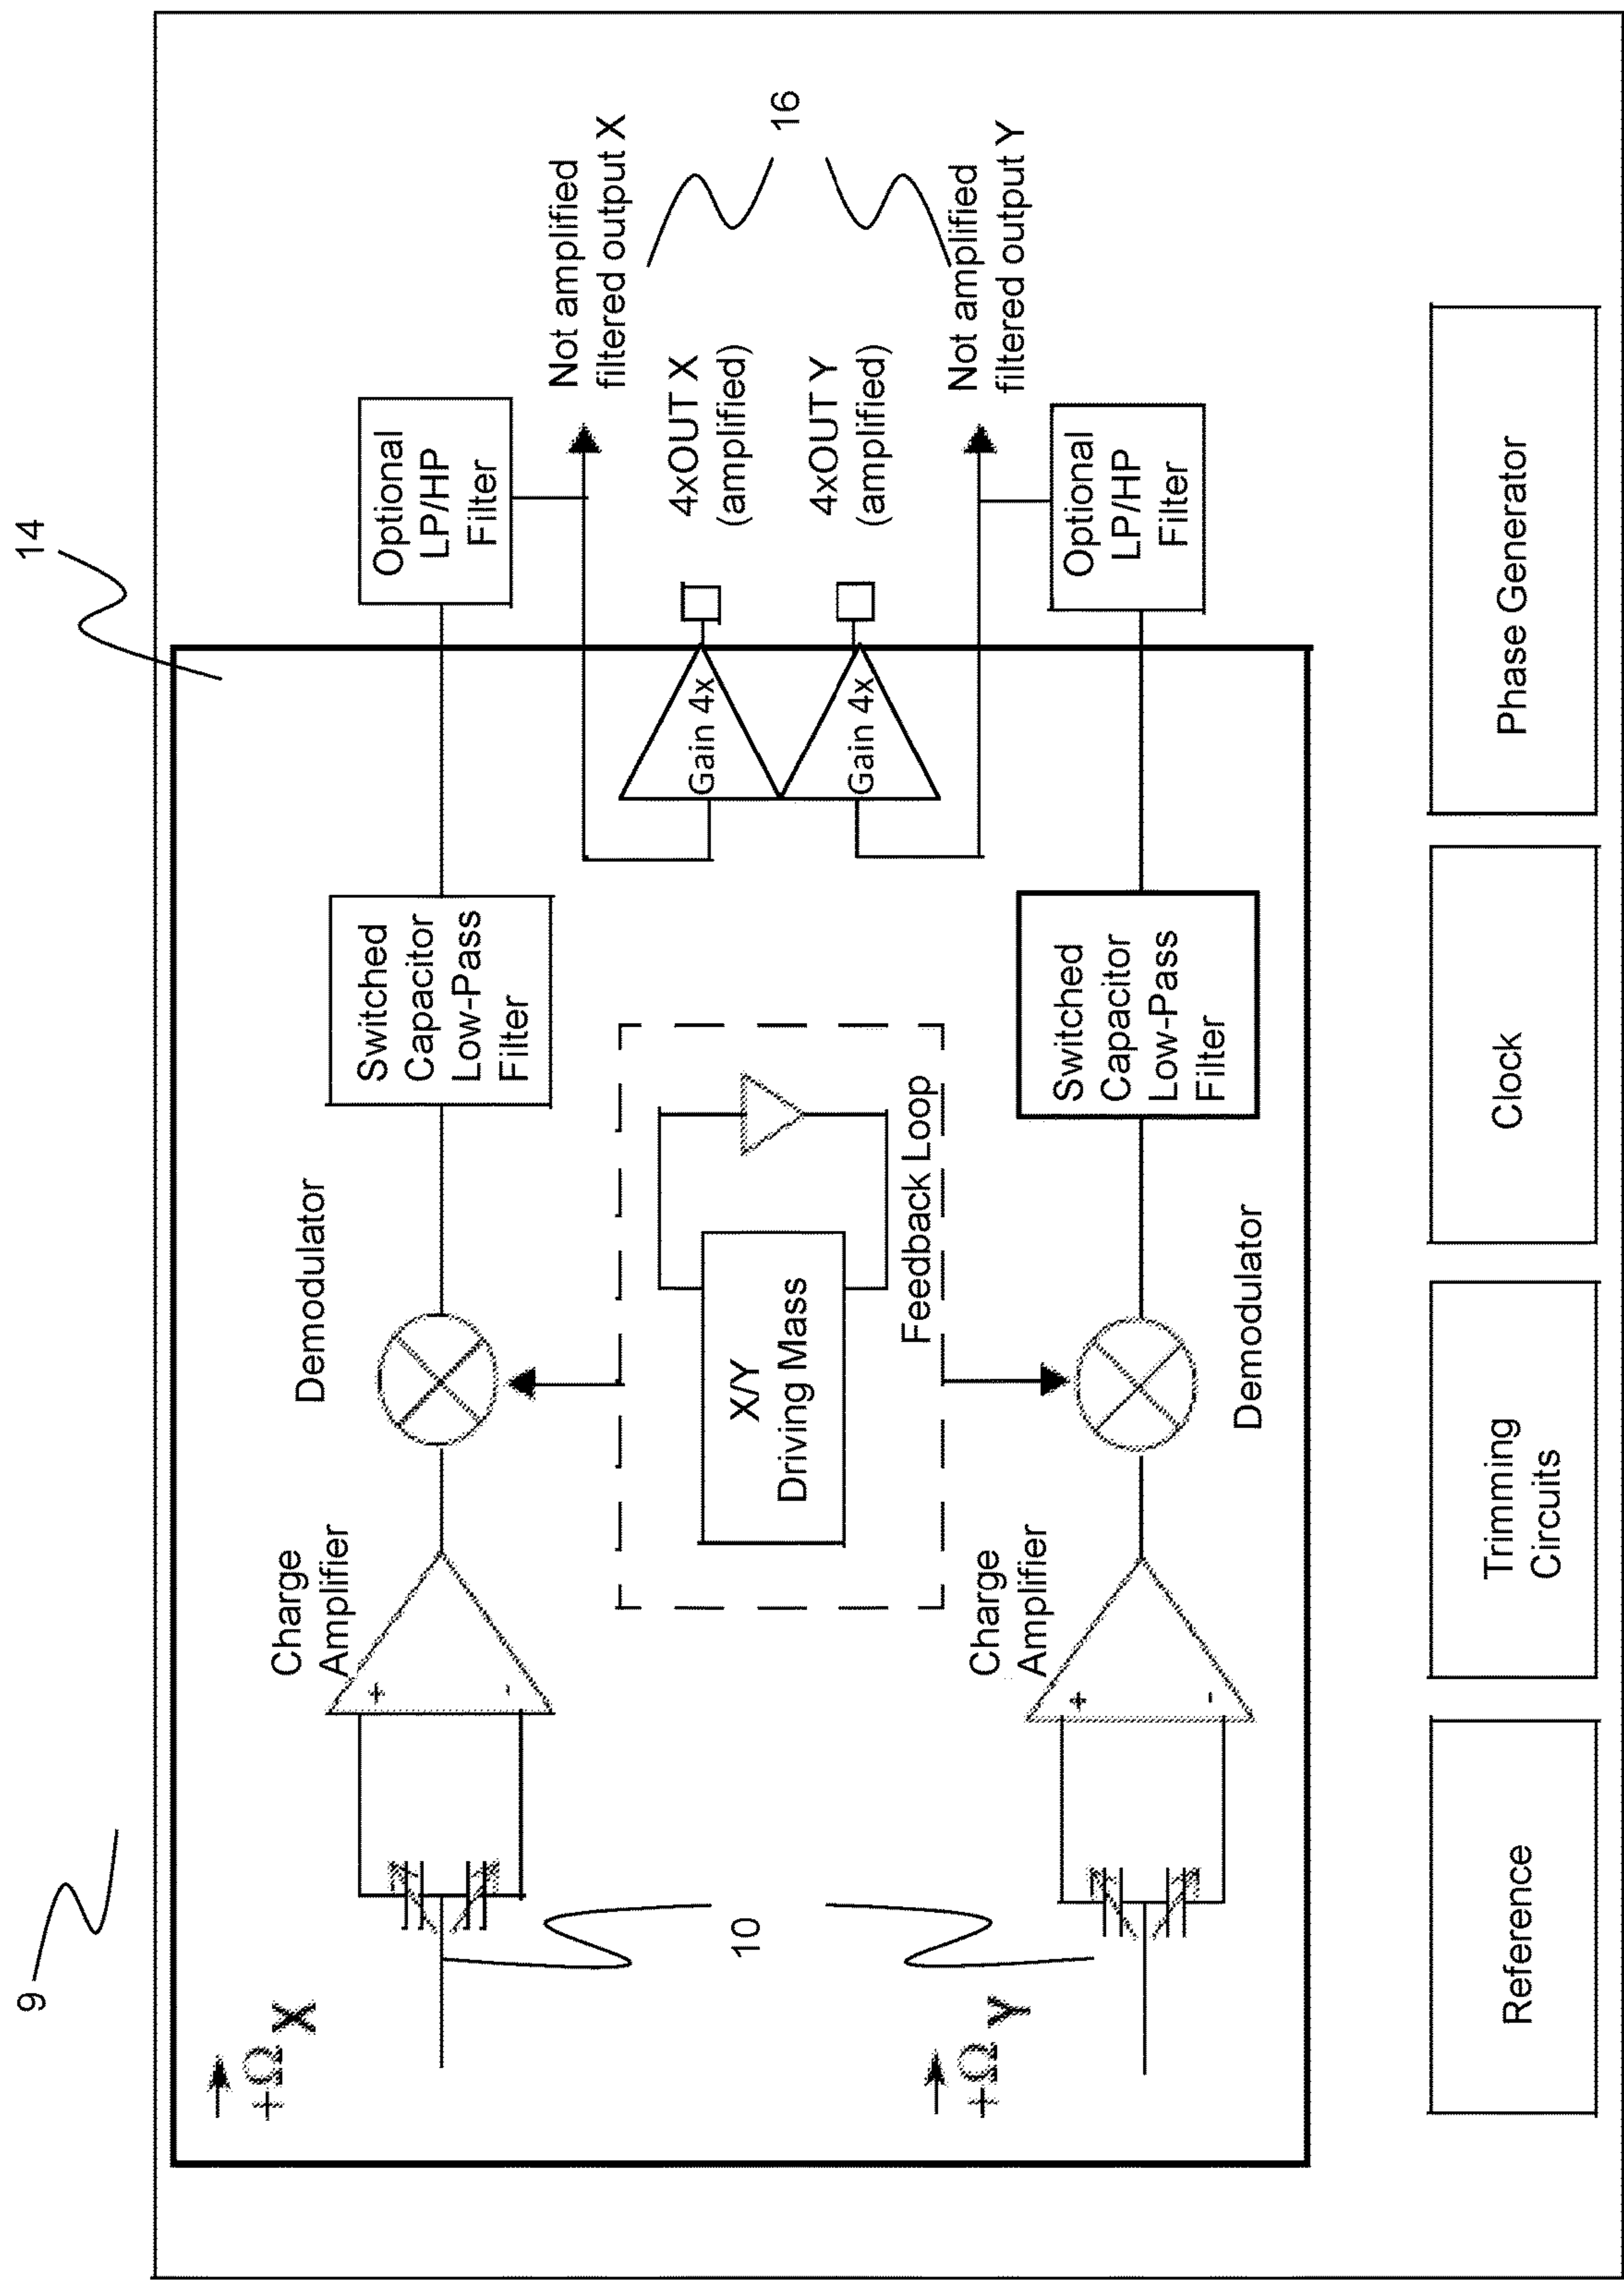 9
14
+Ω X
Charge
Amplifier
+
-
Demodulator
Switched
Capacitor
Low-Pass
Filter
Optional
LP/HP
Filter
Not amplified
filtered output X
16
10
X/Y
Driving Mass
Feedback Loop
Gain 4x
4xOUT X
(amplified)
Gain 4x
4xOUT Y
(amplified)
Not amplified
filtered output Y
+Ω Y
Charge
Amplifier
+
-
Demodulator
Switched
Capacitor
Low-Pass
Filter
Optional
LP/HP
Filter
Reference
Trimming
Circuits
Clock
Phase Generator